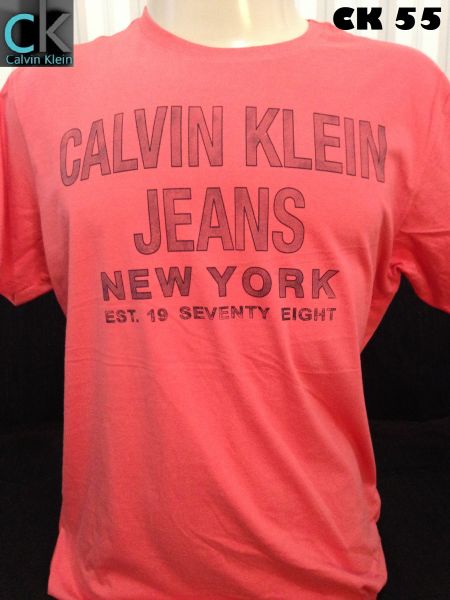 CK
Calvin Klein
CK 55
CALVIN KLEIN
JEANS
NEW YORK
EST. 19 SEVENTY EIGHT